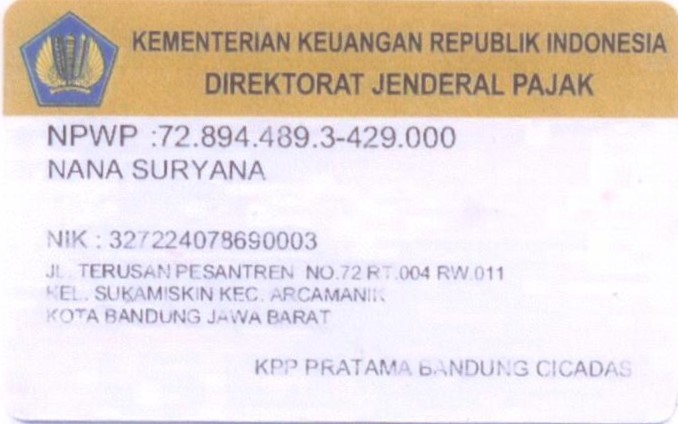 KEMENTERIAN KEUANGAN REPUBLIK INDONESIA
DIREKTORAT JENDERAL PAJAK
NPWP :72.894.489.3-429.000
NANA SURYANA
NIK : 327224078690003
JL. TERUSAN PESANTREN NO.72 RT.004 RW.011
KEL. SUKAMISKIN KEC. ARCAMANIK
KOTA BANDUNG JAWA BARAT
KPP PRATAMA BANDUNG CICADAS